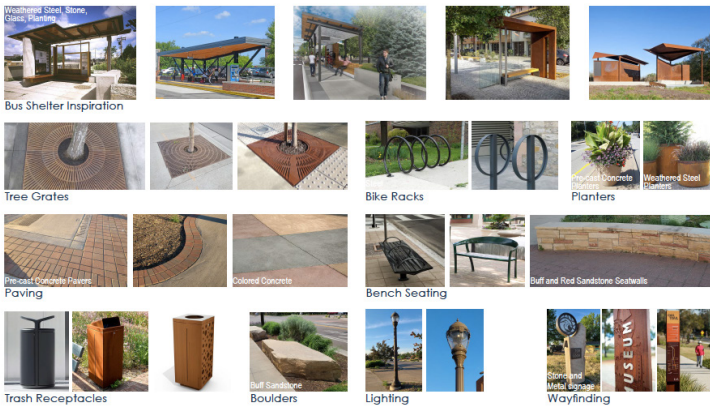 Weathered Steel, Stone,
Glass, Planting
Bus Shelter Inspiration
Tree Grates
Bike Racks
Pre-cast Concrete
Planters
Weathered Steel
Planters
Planters
Pre-cast Concrete Pavers
Colored Concrete
Paving
Bench Seating
Buff and Red Sandstone Seatwalls
Trash Receptacles
Buff Sandstone
Boulders
Lighting
Stone and
Metal signage
MUSEUM
Wayfinding